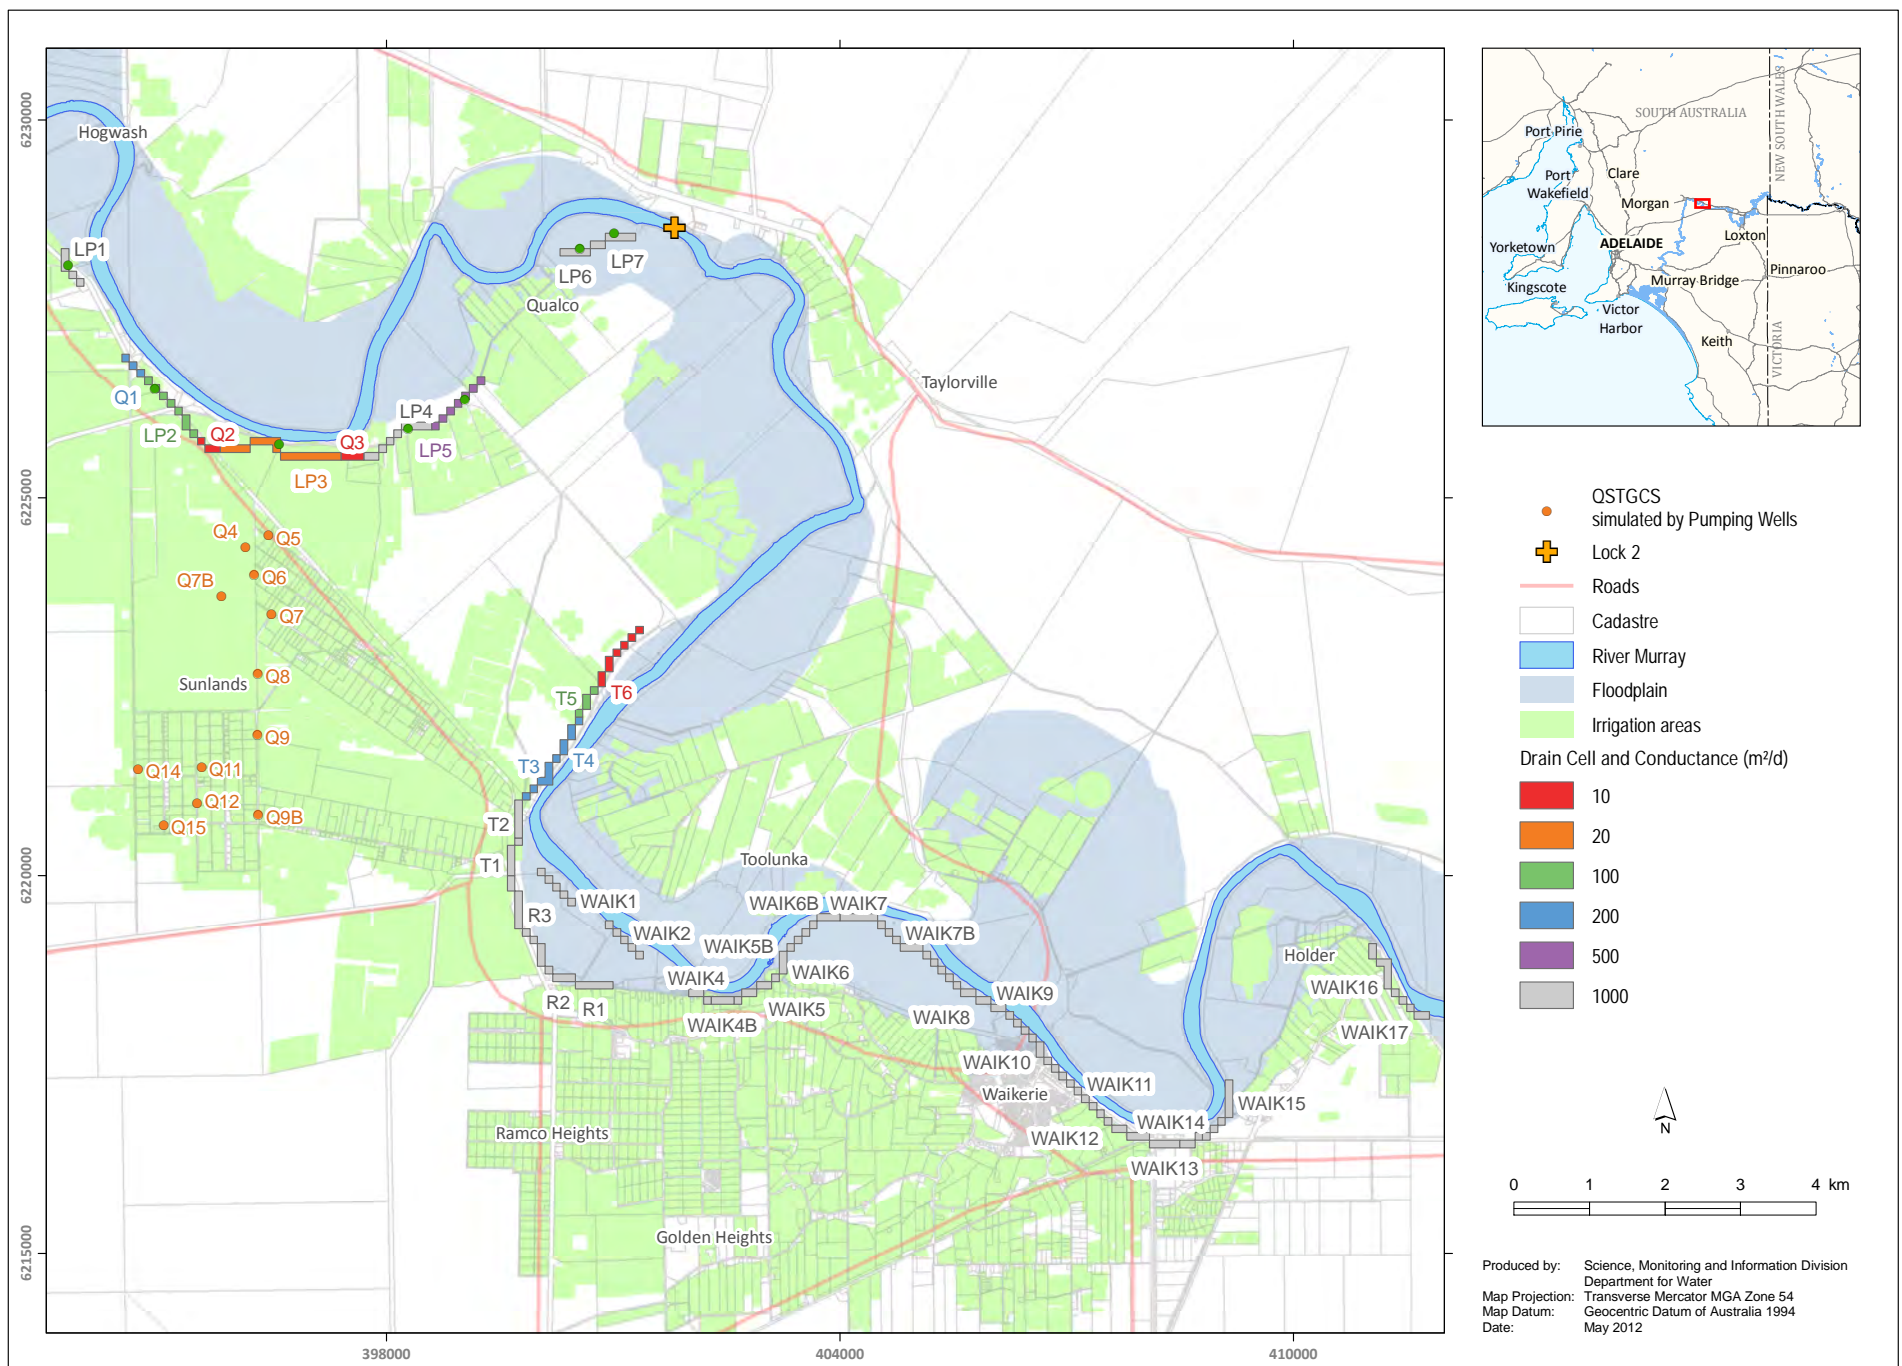 6230000
6225000
6220000
6215000
398000
404000
410000
Hogwash
LP1
LP6
LP7
Qualco
Q1
LP2
Q2
LP3
Q3
LP4
LP5
Taylorville
Q4
Q5
Q6
Q7B
Q7
Q8
Sunlands
Q9
Q14
Q11
Q12
Q15
Q9B
T6
T5
T4
T3
T2
T1
R3
R2
R1
Toolunka
WAIK1
WAIK2
WAIK4
WAIK4B
WAIK5B
WAIK5
WAIK6B
WAIK6
WAIK7
WAIK7B
WAIK8
WAIK9
WAIK10
Waikerie
WAIK11
WAIK12
WAIK14
WAIK13
WAIK15
Holder
WAIK16
WAIK17
Ramco Heights
Golden Heights
SOUTH AUSTRALIA
NEW SOUTH WALES
VICTORIA
Port Pirie
Port
Wakefield
Clare
Morgan
Yorketown
ADELAIDE
Loxton
Kingscote
Murray Bridge
Pinnaroo
Victor
Harbor
Keith
QSTGCS
simulated by Pumping Wells
Lock 2
Roads
Cadastre
River Murray
Floodplain
Irrigation areas
Drain Cell and Conductance (m²/d)
10
20
100
200
500
1000
N
0 1 2 3 4 km
Produced by: Science, Monitoring and Information Division
Department for Water
Map Projection: Transverse Mercator MGA Zone 54
Map Datum: Geocentric Datum of Australia 1994
Date: May 2012